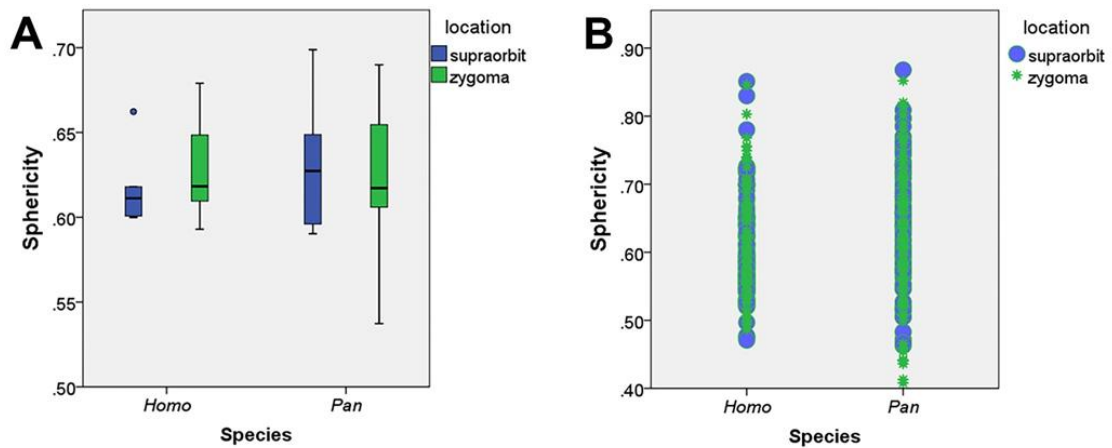 A
Sphericity
.70
.65
.60
.55
.50
Homo
Pan
Species
location
supraorbit
zygoma
B
Sphericity
.90
.80
.70
.60
.50
.40
Homo
Pan
Species
location
supraorbit
zygoma